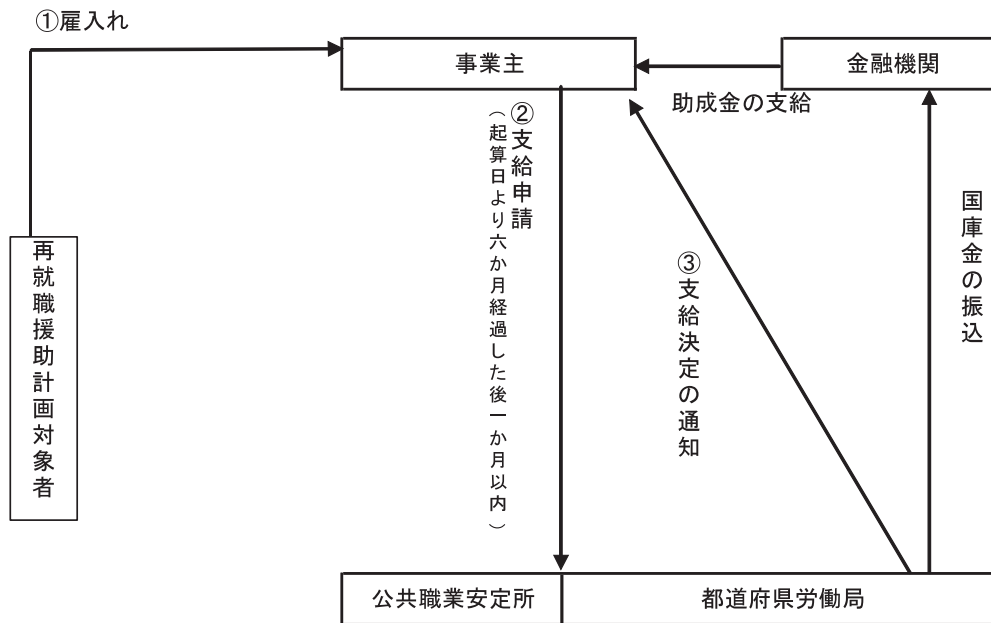 ①雇入れ
事業主
金融機関
助成金の支給
②支給申請
（起算日より六か月経過した後一か月以内）
③支給決定の通知
国庫金の振込
再就職援助計画対象者
公共職業安定所
都道府県労働局